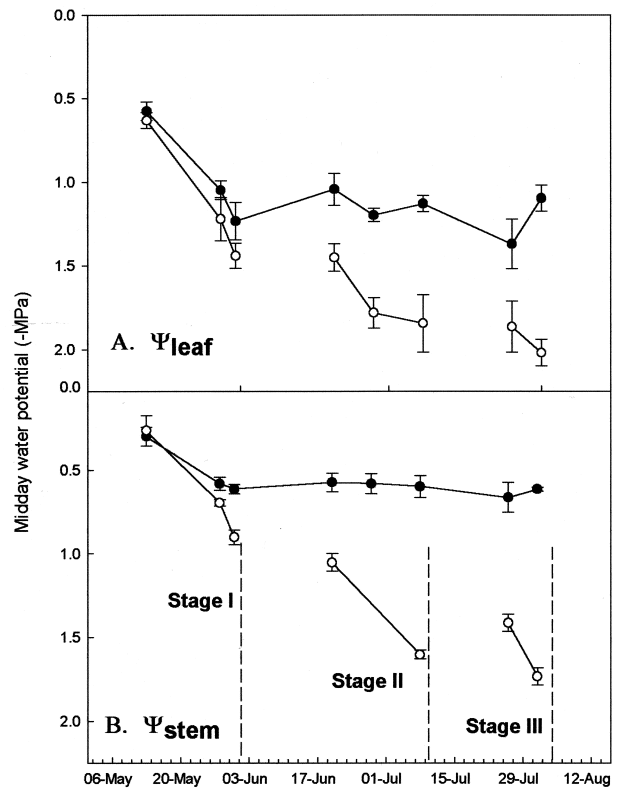 0.0
0.5
1.0
1.5
2.0
A. Ψleaf
Midday water potential (-MPa)
0.0
0.5
1.0
1.5
2.0
Stage I
Stage II
Stage III
B. Ψstem
06-May 20-May 03-Jun 17-Jun 01-Jul 15-Jul 29-Jul 12-Aug